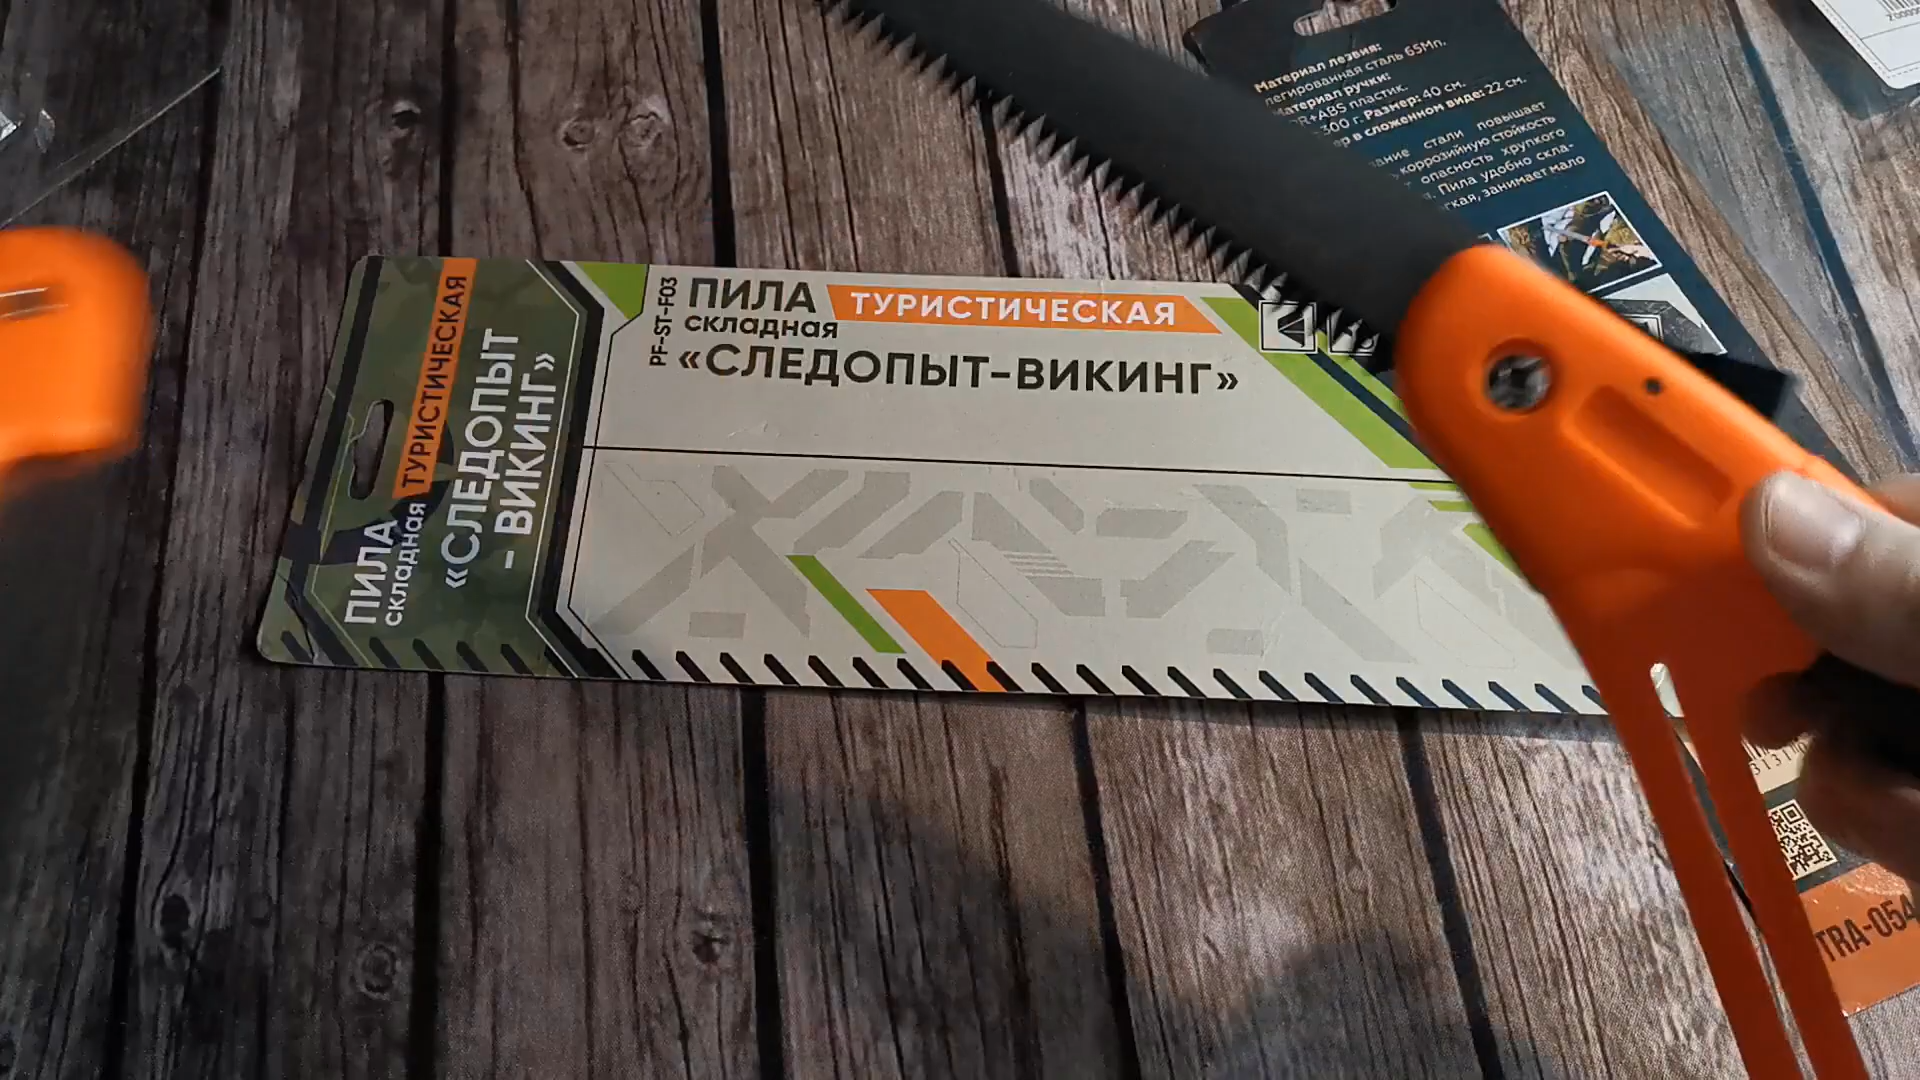 ПИЛА
складная
ТУРИСТИЧЕСКАЯ
«СЛЕДОПЫТ
- ВИКИНГ»
PF-ST-F03
ПИЛА
ТУРИСТИЧЕСКАЯ
складная
«СЛЕДОПЫТ-ВИКИНГ»
Материал лезвия:
легированная сталь 65Mn.
Материал ручки:
+ABS пластик.
300 г. Размер: 40 см.
в сложенном виде: 22 см.
стали повышает
коррозийную стойкость
опасность хрупкого
Пила удобно скла-
занимает мало
TRA-054